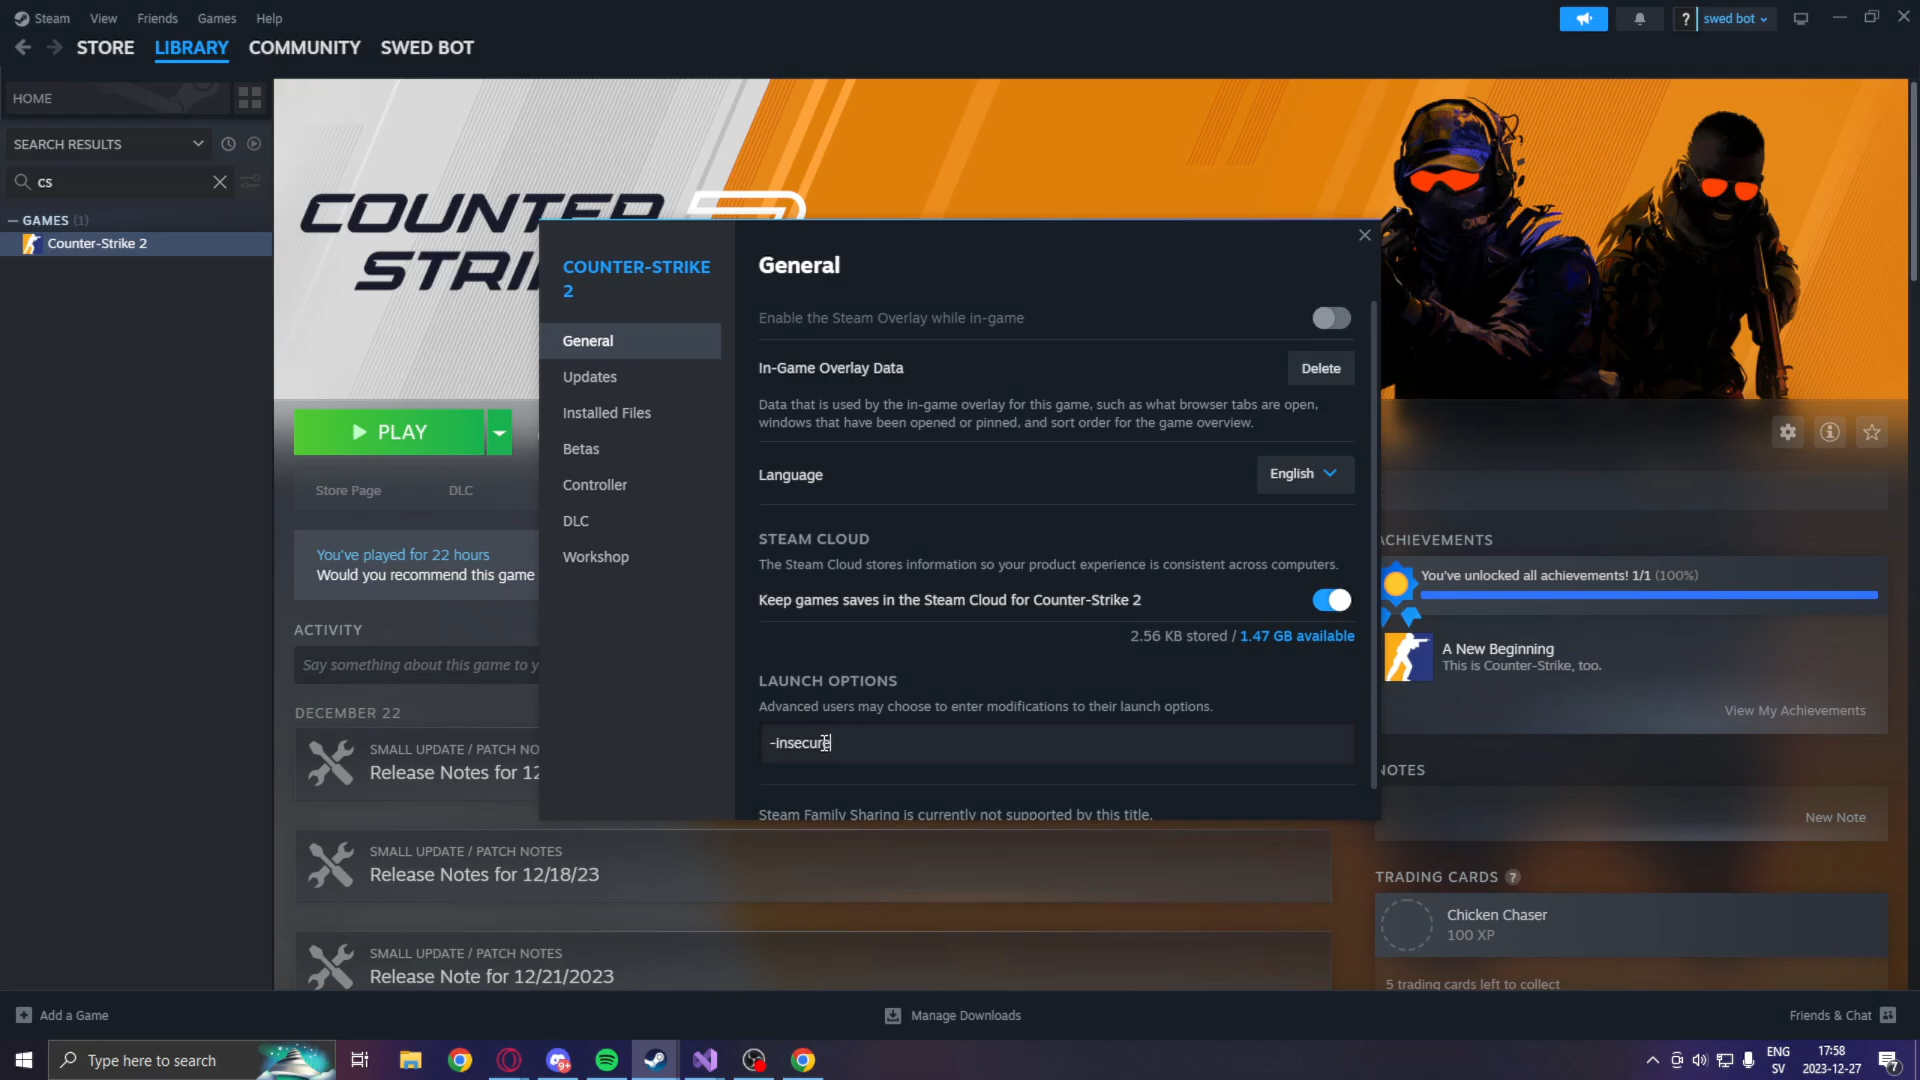 Steam View Friends Games Help
? swed bot
STORE LIBRARY COMMUNITY SWED BOT
HOME
SEARCH RESULTS
cs
GAMES (1)
Counter-Strike 2
COUNTER
STRI
PLAY
Store Page DLC
You've played for 22 hours
Would you recommend this game
ACTIVITY
Say something about this game to y
DECEMBER 22
SMALL UPDATE / PATCH NO
Release Notes for 12
SMALL UPDATE / PATCH NOTES
Release Notes for 12/18/23
SMALL UPDATE / PATCH NOTES
Release Note for 12/21/2023
COUNTER-STRIKE
2
General
Updates
Installed Files
Betas
Controller
DLC
Workshop
General
Enable the Steam Overlay while in-game
In-Game Overlay Data
Delete
Data that is used by the in-game overlay for this game, such as what browser tabs are open,
windows that have been opened or pinned, and sort order for the game overview.
Language
English
STEAM CLOUD
The Steam Cloud stores information so your product experience is consistent across computers.
Keep games saves in the Steam Cloud for Counter-Strike 2
2.56 KB stored / 1.47 GB available
LAUNCH OPTIONS
Advanced users may choose to enter modifications to their launch options.
-insecure
Steam Family Sharing is currently not supported by this title.
ACHIEVEMENTS
You've unlocked all achievements! 1/1 (100%)
A New Beginning
This is Counter-Strike, too.
View My Achievements
NOTES
New Note
TRADING CARDS ?
Chicken Chaser
100 XP
5 trading cards left to collect
Add a Game
Manage Downloads
Friends & Chat
Type here to search
9+
ENG
SV
17:58
2023-12-27
7